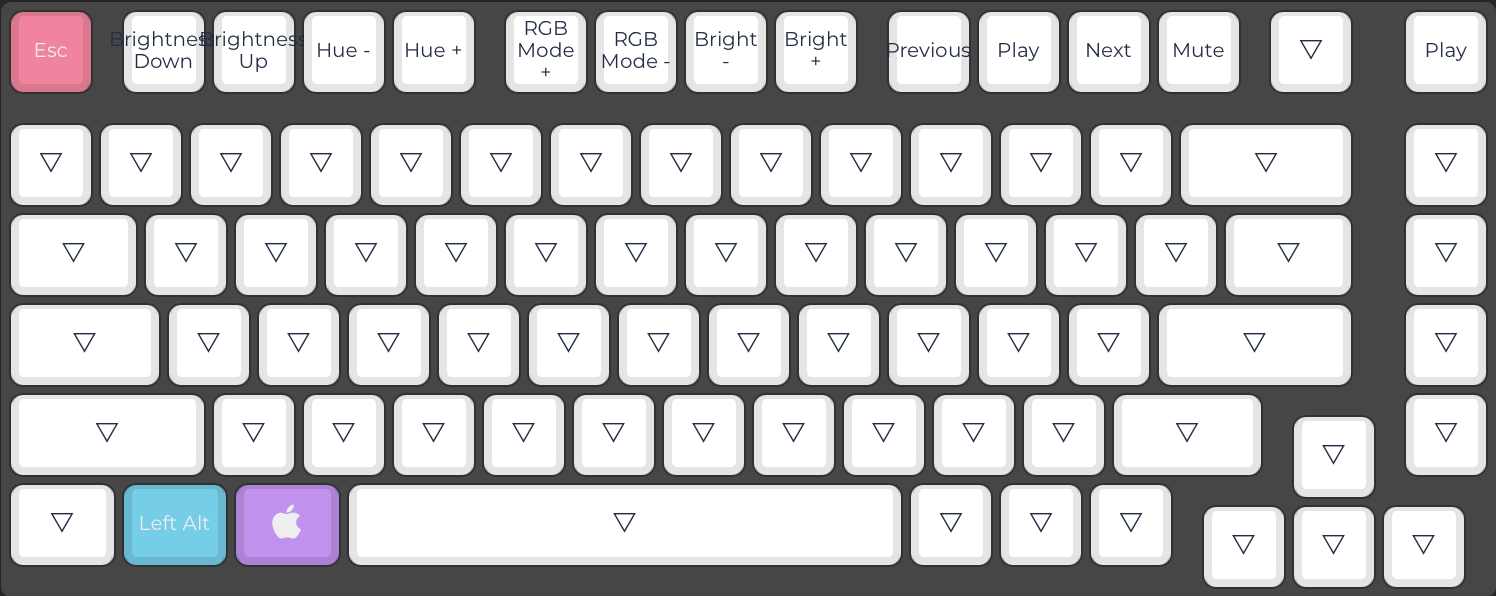 Esc
Brightness
Down
Brightness
Up
Hue -
Hue +
RGB
Mode
+
RGB
Mode -
Bright
-
Bright
+
Previous
Play
Next
Mute
▽
Play
▽ ▽ ▽ ▽ ▽ ▽ ▽ ▽ ▽ ▽ ▽ ▽ ▽ ▽ ▽
▽ ▽ ▽ ▽ ▽ ▽ ▽ ▽ ▽ ▽ ▽ ▽ ▽ ▽ ▽
▽ ▽ ▽ ▽ ▽ ▽ ▽ ▽ ▽ ▽ ▽ ▽ ▽ ▽
▽ ▽ ▽ ▽ ▽ ▽ ▽ ▽ ▽ ▽ ▽ ▽ ▽ ▽
▽ Left Alt ▽ ▽ ▽ ▽ ▽ ▽ ▽